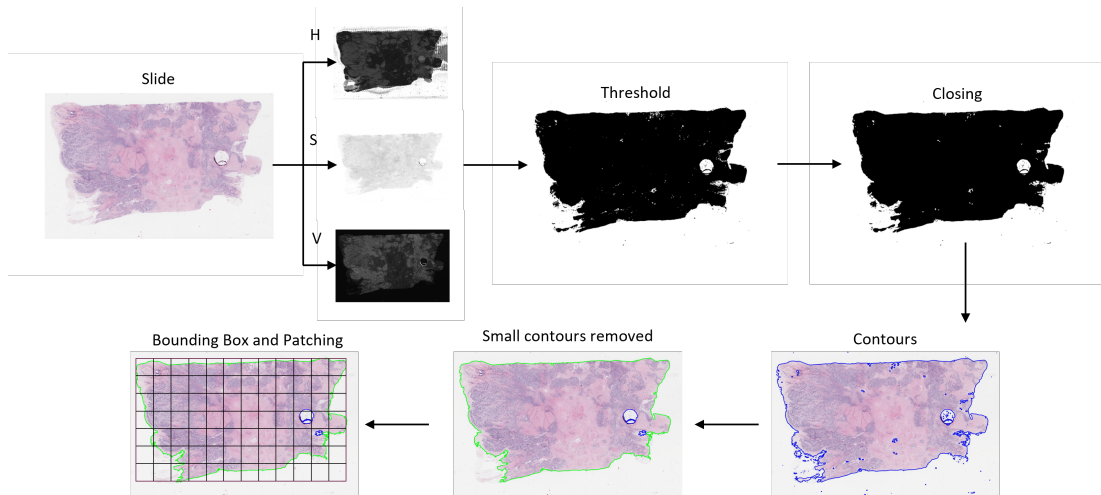 Slide
H
S
V
Threshold
Closing
Contours
Small contours removed
Bounding Box and Patching